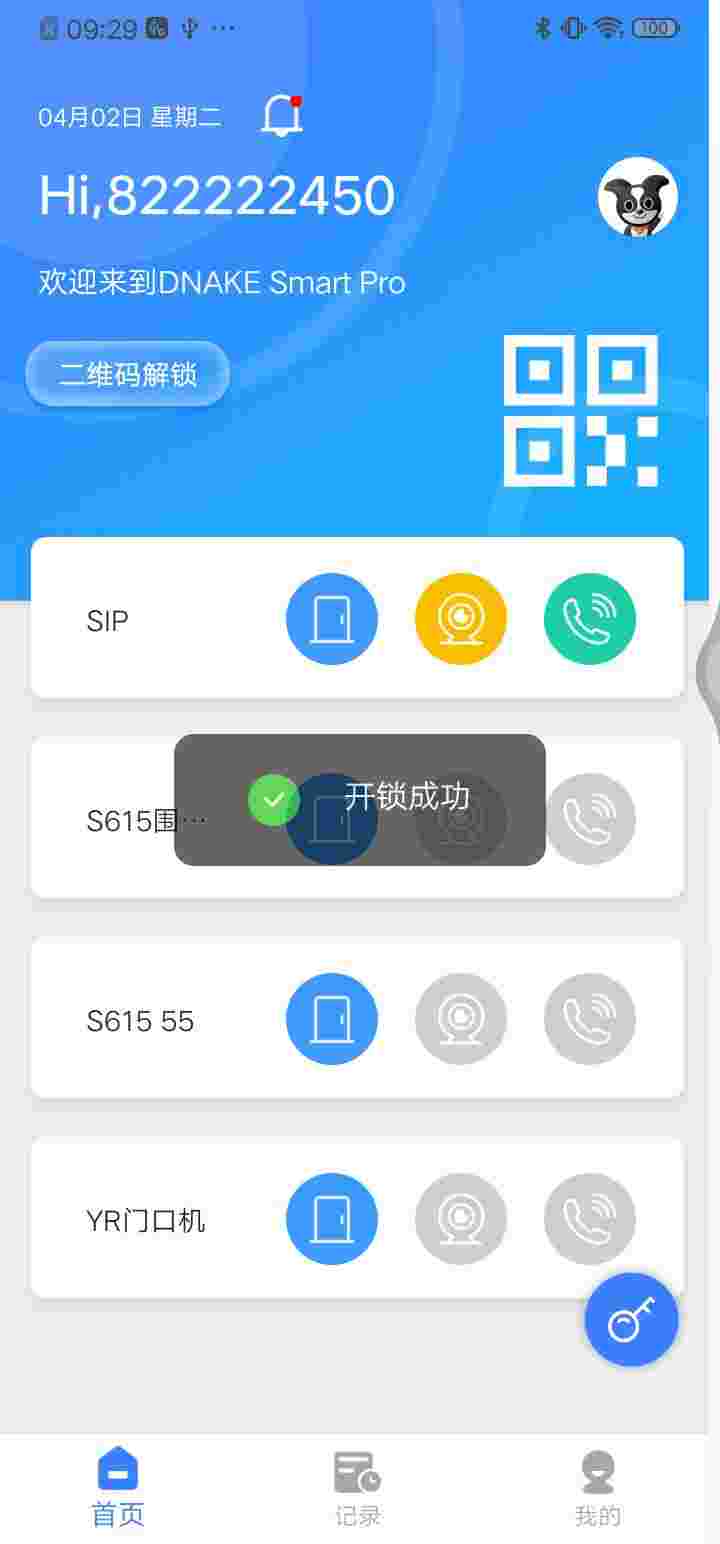 09:29 100
04月02日 星期二
Hi,822222450
欢迎来到DNAKE Smart Pro
二维码解锁
SIP
开锁成功
S615围…
S615 55
YR门口机
首页 记录 我的